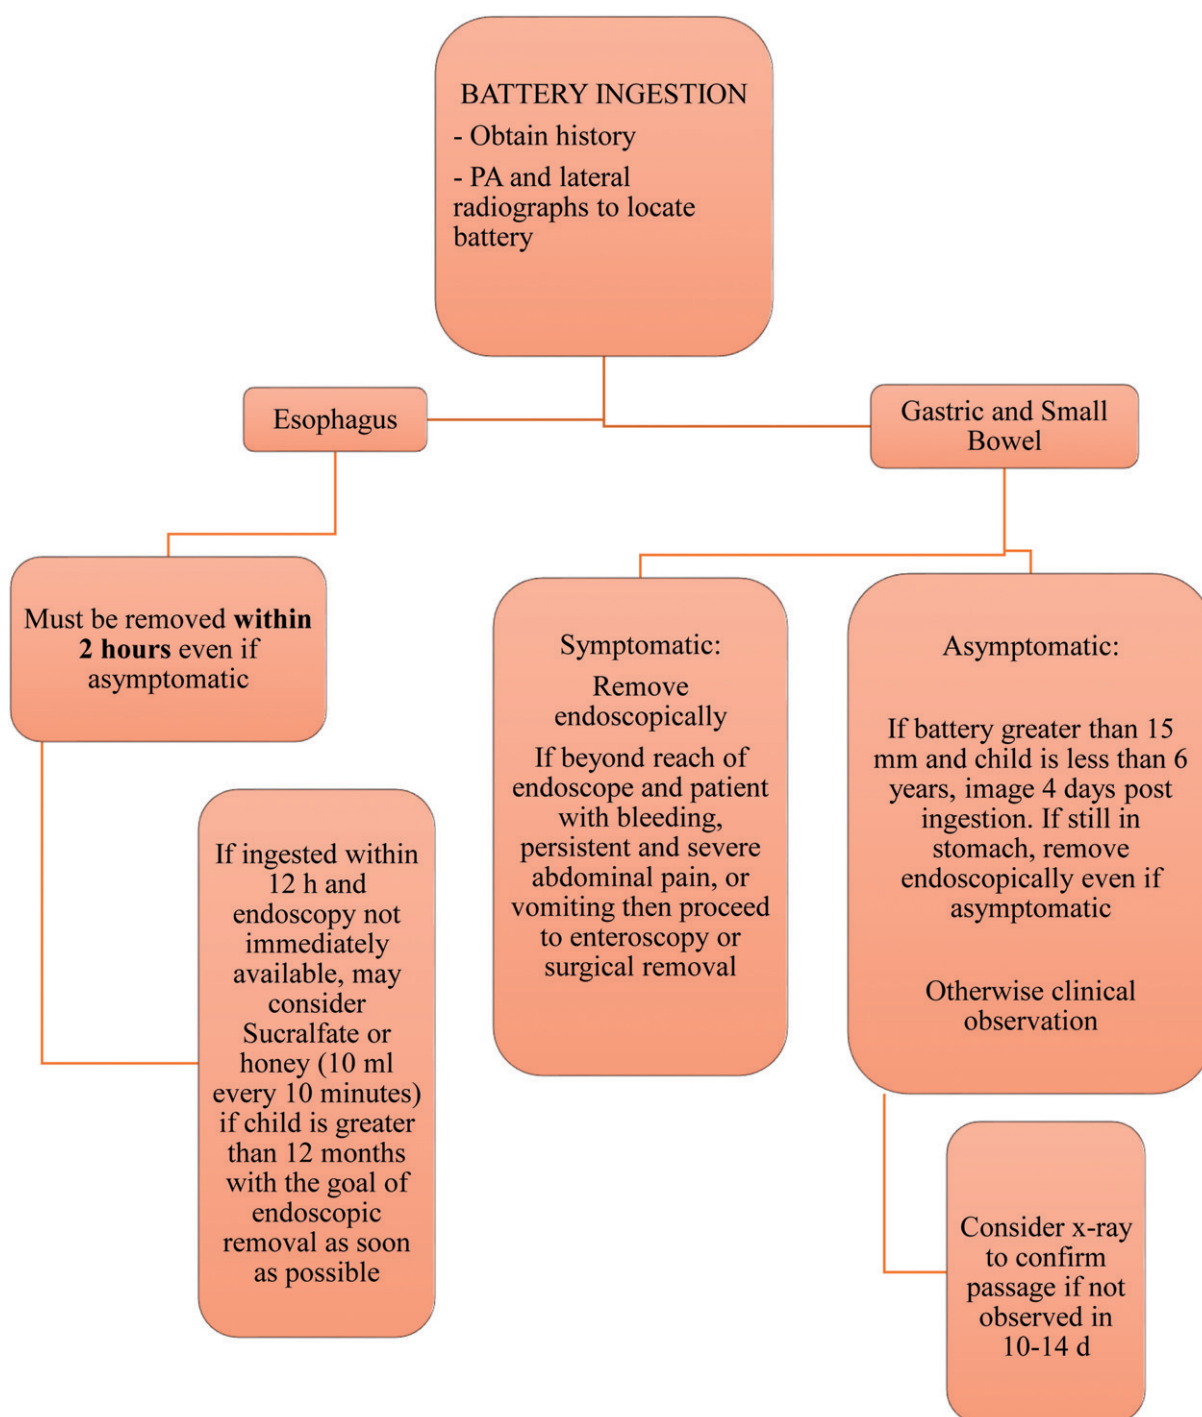 BATTERY INGESTION
- Obtain history
- PA and lateral
radiographs to locate
battery
Esophagus
Gastric and Small
Bowel
Must be removed within
2 hours even if
asymptomatic
If ingested within
12 h and
endoscopy not
immediately
available, may
consider
Sucralfate or
honey (10 ml
every 10 minutes)
if child is greater
than 12 months
with the goal of
endoscopic
removal as soon
as possible
Symptomatic:
Remove
endoscopically
If beyond reach of
endoscope and patient
with bleeding,
persistent and severe
abdominal pain, or
vomiting then proceed
to enteroscopy or
surgical removal
Asymptomatic:
If battery greater than 15
mm and child is less than 6
years, image 4 days post
ingestion. If still in
stomach, remove
endoscopically even if
asymptomatic
Otherwise clinical
observation
Consider x-ray
to confirm
passage if not
observed in
10-14 d